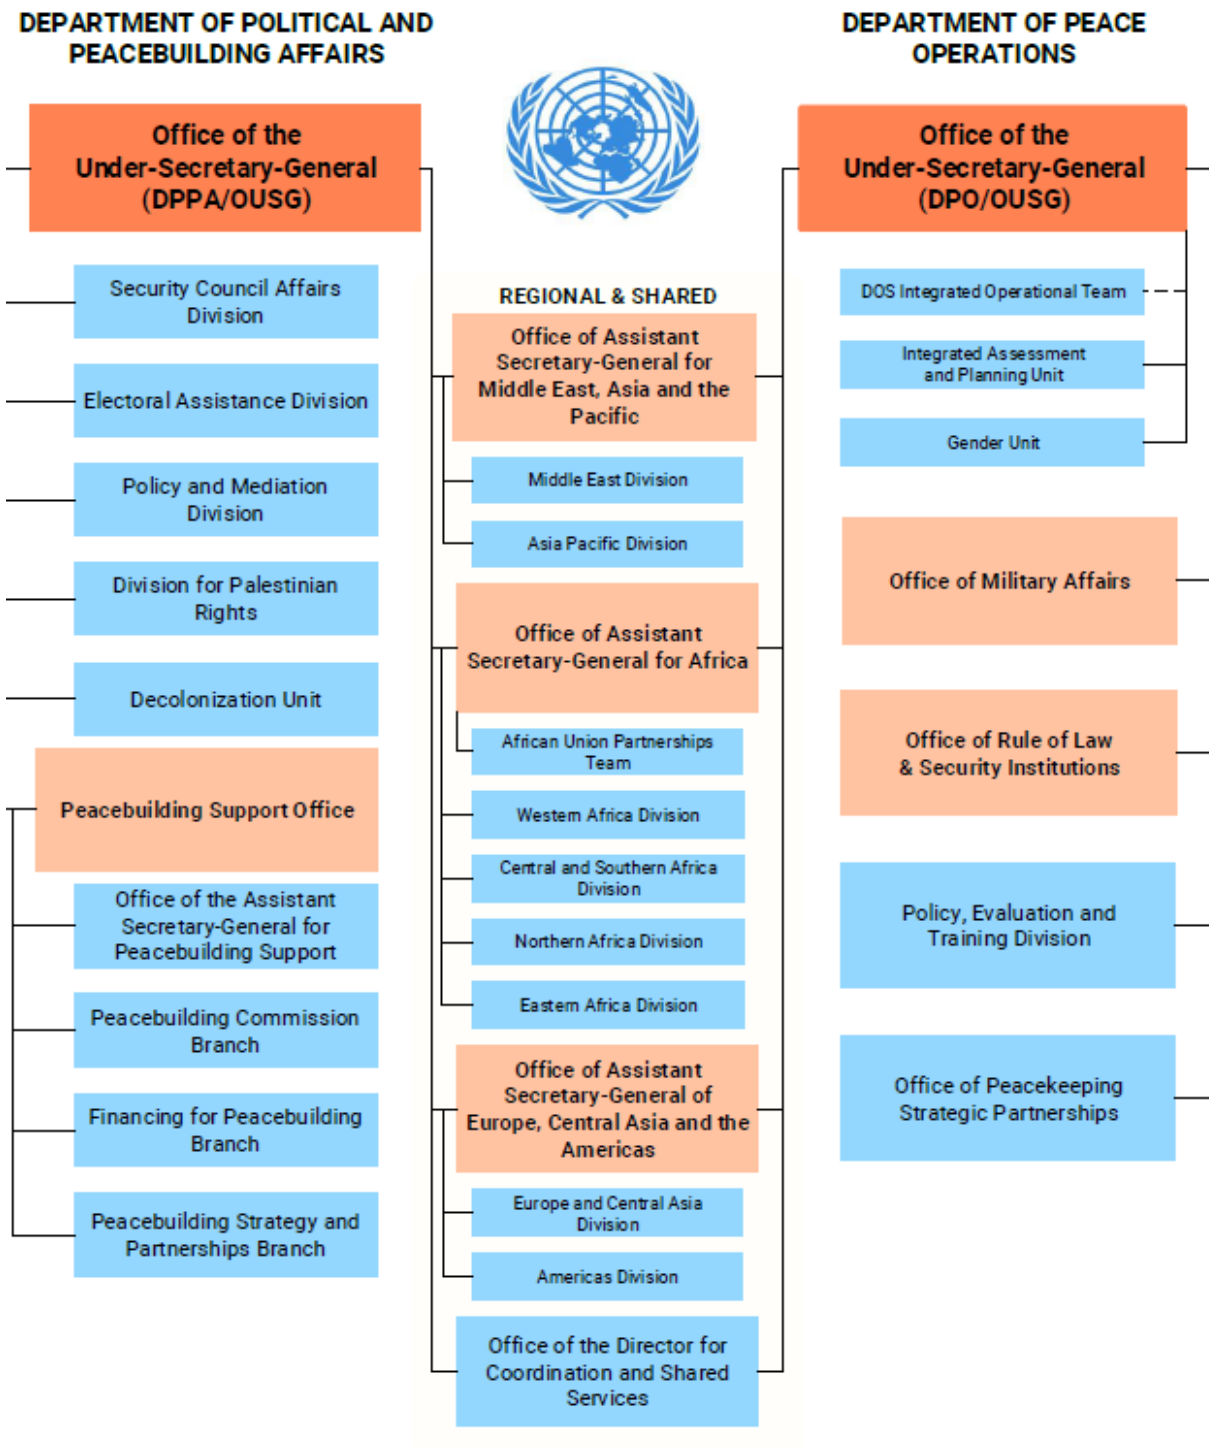 DEPARTMENT OF POLITICAL AND
PEACEBUILDING AFFAIRS
Office of the
Under-Secretary-General
(DPPA/OUSG)
Security Council Affairs
Division
Electoral Assistance Division
Policy and Mediation
Division
Division for Palestinian
Rights
Decolonization Unit
Peacebuilding Support Office
Office of the Assistant
Secretary-General for
Peacebuilding Support
Peacebuilding Commission
Branch
Financing for Peacebuilding
Branch
Peacebuilding Strategy and
Partnerships Branch
REGIONAL & SHARED
Office of Assistant
Secretary-General for
Middle East, Asia and the
Pacific
Middle East Division
Asia Pacific Division
Office of Assistant
Secretary-General for Africa
African Union Partnerships
Team
Western Africa Division
Central and Southern Africa
Division
Northern Africa Division
Eastern Africa Division
Office of Assistant
Secretary-General of
Europe, Central Asia and the
Americas
Europe and Central Asia
Division
Americas Division
Office of the Director for
Coordination and Shared
Services
DEPARTMENT OF PEACE
OPERATIONS
Office of the
Under-Secretary-General
(DPO/OUSG)
DOS Integrated Operational Team
Integrated Assessment
and Planning Unit
Gender Unit
Office of Military Affairs
Office of Rule of Law
& Security Institutions
Policy, Evaluation and
Training Division
Office of Peacekeeping
Strategic Partnerships